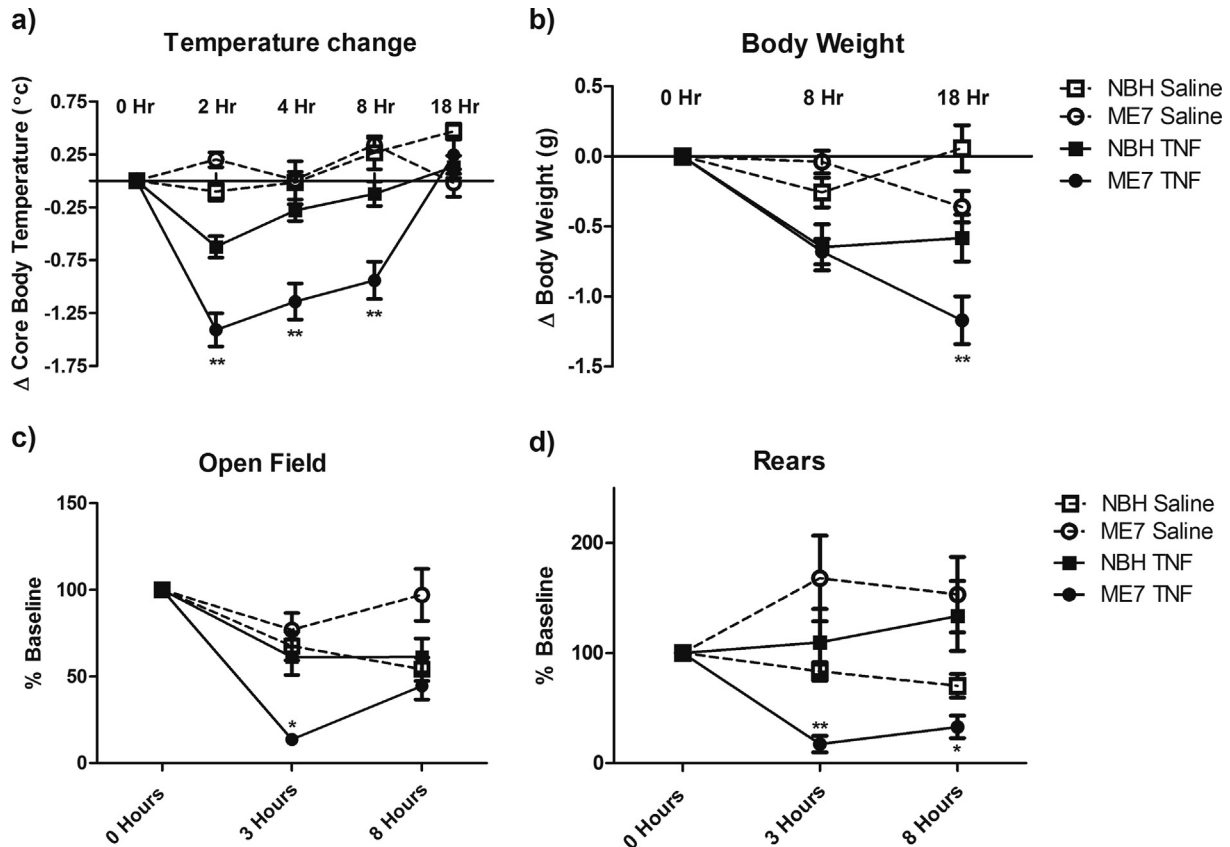 a)
Temperature change
Δ Core Body Temperature (°c)
0.75
0.25
-0.25
-0.75
-1.25
-1.75
0 Hr 2 Hr 4 Hr 8 Hr 18 Hr
** ** **
b)
Body Weight
Δ Body Weight (g)
0.5
0.0
-0.5
-1.0
-1.5
0 Hr 8 Hr 18 Hr
**
NBH Saline
ME7 Saline
NBH TNF
ME7 TNF
c)
Open Field
% Baseline
150
100
50
0
*
0 Hours
3 Hours
8 Hours
d)
Rears
% Baseline
200
100
0
**
*
0 Hours
3 Hours
8 Hours
NBH Saline
ME7 Saline
NBH TNF
ME7 TNF